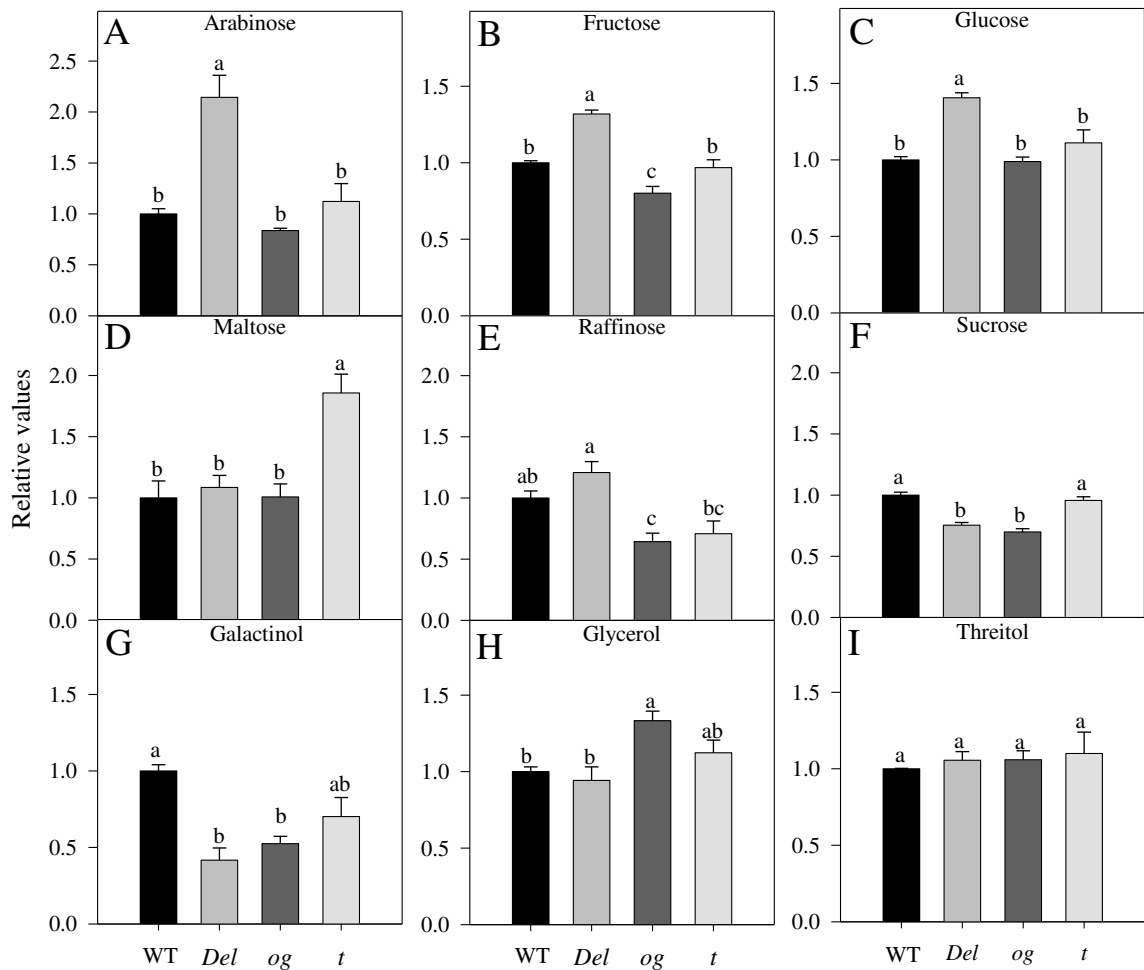 A Arabinose
2.5
2.0
1.5
1.0
0.5
0.0
a
b
b
b
B Fructose
1.5
1.0
0.5
0.0
b
a
c
b
C Glucose
1.5
1.0
0.5
0.0
b
a
b
b
Relative values
D Maltose
2.0
1.5
1.0
0.5
0.0
b
b
b
a
E Raffinose
2.0
1.5
1.0
0.5
0.0
ab
a
c
bc
F Sucrose
2.0
1.5
1.0
0.5
0.0
a
b
b
a
G Galactinol
1.5
1.0
0.5
0.0
a
b
b
ab
WT Del og t
H Glycerol
1.5
1.0
0.5
0.0
b
b
a
ab
WT Del og t
I Threitol
1.5
1.0
0.5
0.0
a
a
a
a
WT Del og t